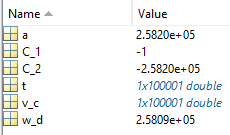 Name Value
a 2.5820e+05
C_1 -1
C_2 -2.5820e+05
t 1x100001 double
v_c 1x100001 double
w_d 2.5809e+05